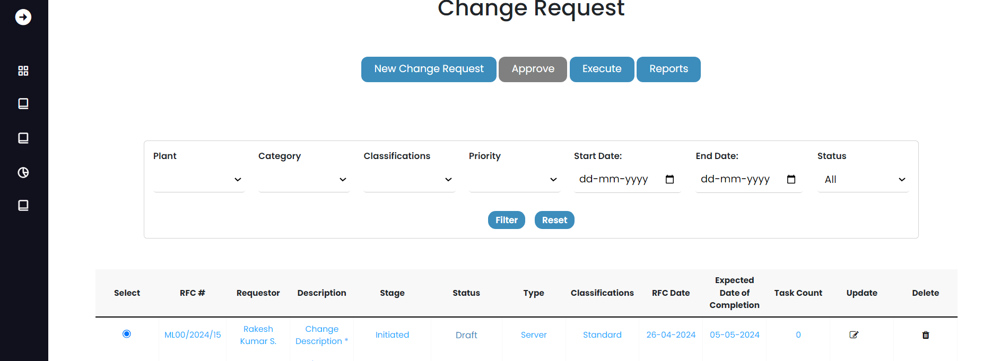 Change Request
New Change Request Approve Execute Reports
Plant Category Classifications Priority Start Date: End Date: Status
dd-mm-yyyy dd-mm-yyyy All
Filter Reset
Select RFC # Requestor Description Stage Status Type Classifications RFC Date Expected Date of Completion Task Count Update Delete
ML00/2024/15 Rakesh Kumar S. Change Description * Initiated Draft Server Standard 26-04-2024 05-05-2024 0